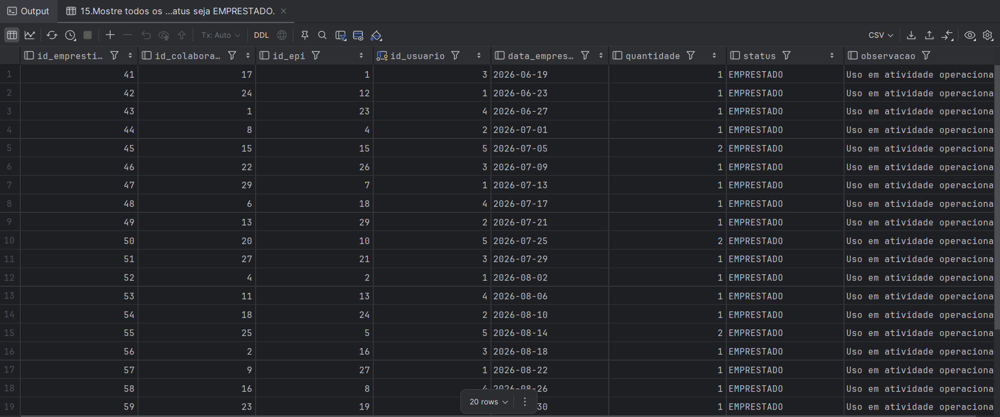 Output 15.Mostre todos os ...atus seja EMPRESTADO.
Tx: Auto DDL CSV
id_empresti... id_colabora... id_epi id_usuario data_empres... quantidade status observacao
1 41 17 1 3 2026-06-19 1 EMPRESTADO Uso em atividade operaciona
2 42 24 12 1 2026-06-23 1 EMPRESTADO Uso em atividade operaciona
3 43 1 23 4 2026-06-27 1 EMPRESTADO Uso em atividade operaciona
4 44 8 4 2 2026-07-01 1 EMPRESTADO Uso em atividade operaciona
5 45 15 15 5 2026-07-05 2 EMPRESTADO Uso em atividade operaciona
6 46 22 26 3 2026-07-09 1 EMPRESTADO Uso em atividade operaciona
7 47 29 7 1 2026-07-13 1 EMPRESTADO Uso em atividade operaciona
8 48 6 18 4 2026-07-17 1 EMPRESTADO Uso em atividade operaciona
9 49 13 29 2 2026-07-21 1 EMPRESTADO Uso em atividade operaciona
10 50 20 10 5 2026-07-25 2 EMPRESTADO Uso em atividade operaciona
11 51 27 21 3 2026-07-29 1 EMPRESTADO Uso em atividade operaciona
12 52 4 2 1 2026-08-02 1 EMPRESTADO Uso em atividade operaciona
13 53 11 13 4 2026-08-06 1 EMPRESTADO Uso em atividade operaciona
14 54 18 24 2 2026-08-10 1 EMPRESTADO Uso em atividade operaciona
15 55 25 5 5 2026-08-14 2 EMPRESTADO Uso em atividade operaciona
16 56 2 16 3 2026-08-18 1 EMPRESTADO Uso em atividade operaciona
17 57 9 27 1 2026-08-22 1 EMPRESTADO Uso em atividade operaciona
18 58 16 8 4 2026-08-26 1 EMPRESTADO Uso em atividade operaciona
19 59 23 19 30 1 EMPRESTADO Uso em atividade operaciona
20 rows